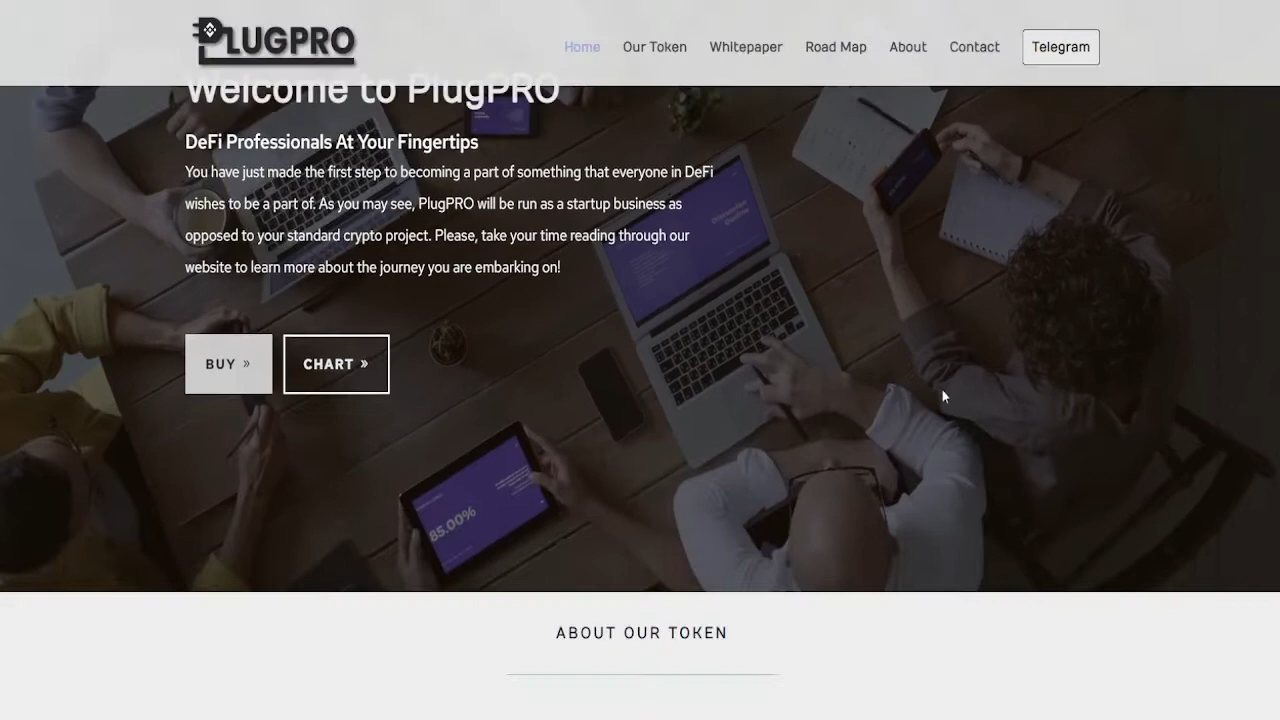 PLUGPRO
Home Our Token Whitepaper Road Map About Contact Telegram
Welcome to PlugPRO
DeFi Professionals At Your Fingertips
You have just made the first step to becoming a part of something that everyone in DeFi
wishes to be a part of. As you may see, PlugPRO will be run as a startup business as
opposed to your standard crypto project. Please, take your time reading through our
website to learn more about the journey you are embarking on!
BUY »
CHART »
85.00%
ABOUT OUR TOKEN